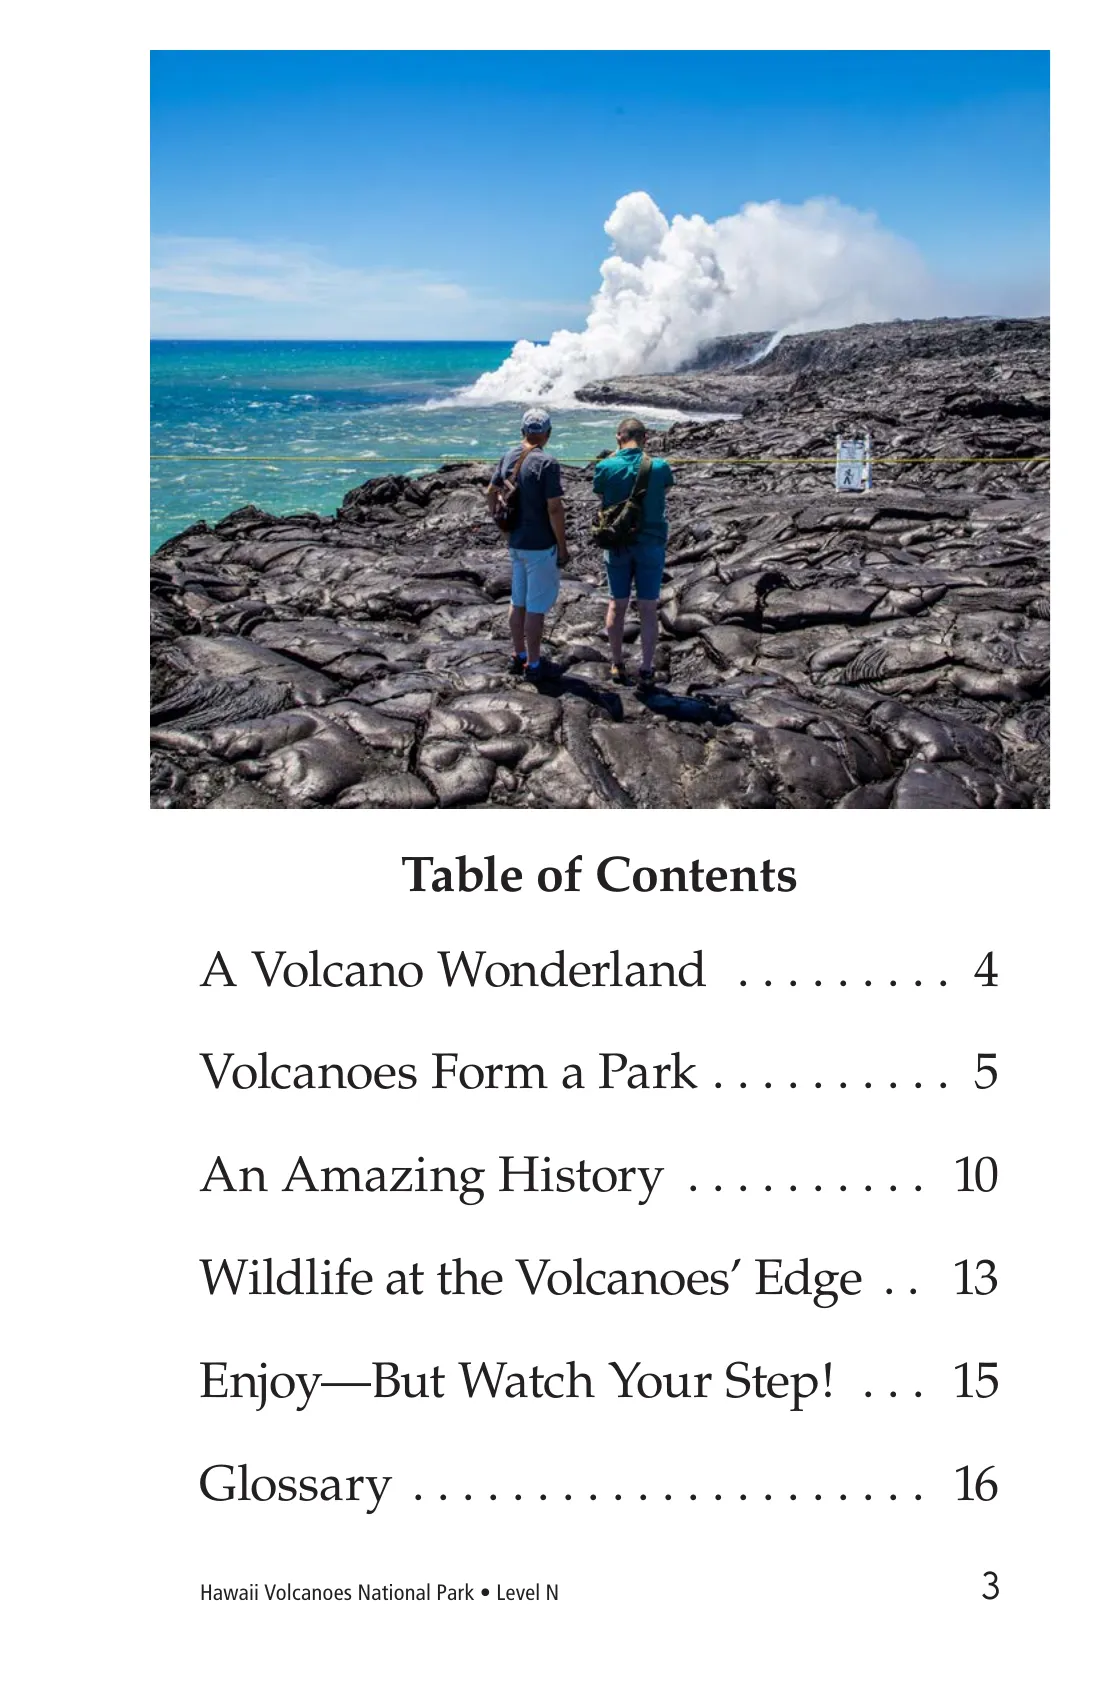 Table of Contents
A Volcano Wonderland . . . . . . . . . 4
Volcanoes Form a Park . . . . . . . . . . 5
An Amazing History . . . . . . . . . . 10
Wildlife at the Volcanoes’ Edge . . 13
Enjoy—But Watch Your Step! . . . 15
Glossary . . . . . . . . . . . . . . . . . . . . . 16
Hawaii Volcanoes National Park • Level N 3